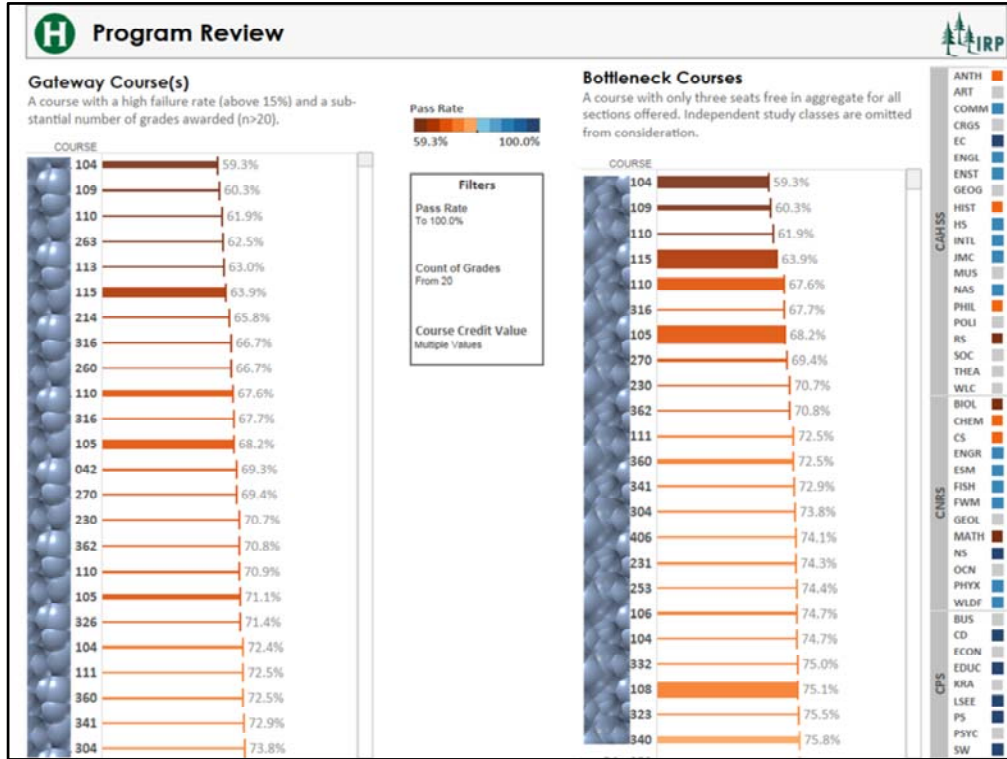 H Program Review
IRP
Gateway Course(s)
A course with a high failure rate (above 15%) and a sub-
stantial number of grades awarded (n>20).
COURSE
104 59.3%
109 60.3%
110 61.9%
263 62.5%
113 63.0%
115 63.9%
214 65.8%
316 66.7%
260 66.7%
110 67.6%
316 67.7%
105 68.2%
042 69.3%
270 69.4%
230 70.7%
362 70.8%
110 70.9%
105 71.1%
326 71.4%
104 72.4%
111 72.5%
360 72.5%
341 72.9%
304 73.8%
Pass Rate
59.3% 100.0%
Filters
Pass Rate
To 100.0%
Count of Grades
From 20
Course Credit Value
Multiple Values
Bottleneck Courses
A course with only three seats free in aggregate for all
sections offered. Independent study classes are omitted
from consideration.
COURSE
104 59.3%
109 60.3%
110 61.9%
115 63.9%
110 67.6%
316 67.7%
105 68.2%
270 69.4%
230 70.7%
362 70.8%
111 72.5%
360 72.5%
341 72.9%
304 73.8%
406 74.1%
231 74.3%
253 74.4%
106 74.7%
104 74.7%
332 75.0%
108 75.1%
323 75.5%
340 75.8%
CAHSS
ANTH
ART
COMM
CRGS
EC
ENGL
ENST
GEOG
HIST
HS
INTL
JMC
MUS
NAS
PHIL
POLI
RS
SOC
THEA
WLC
CNRS
BIOL
CHEM
CS
ENGR
ESM
FISH
FWM
GEOL
MATH
NS
OCN
PHYX
WLDF
CPS
BUS
CD
ECON
EDUC
KRA
LSEE
PS
PSYC
SW